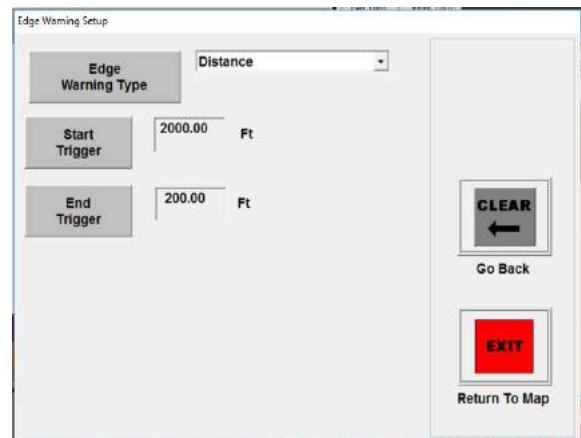 Edge Warning Setup
Edge
Warning Type
Distance
Start
Trigger
2000.00
Ft
End
Trigger
200.00
Ft
CLEAR
Go Back
EXIT
Return To Map